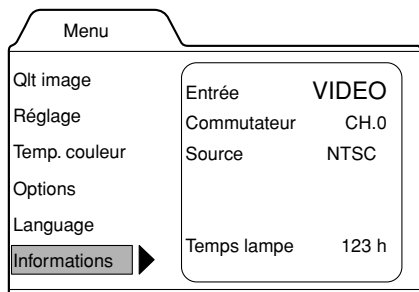 Menu
Qlt image
Réglage
Temp. couleur
Options
Language
Informations
Entrée VIDEO
Commutateur CH.0
Source NTSC
Temps lampe 123 h